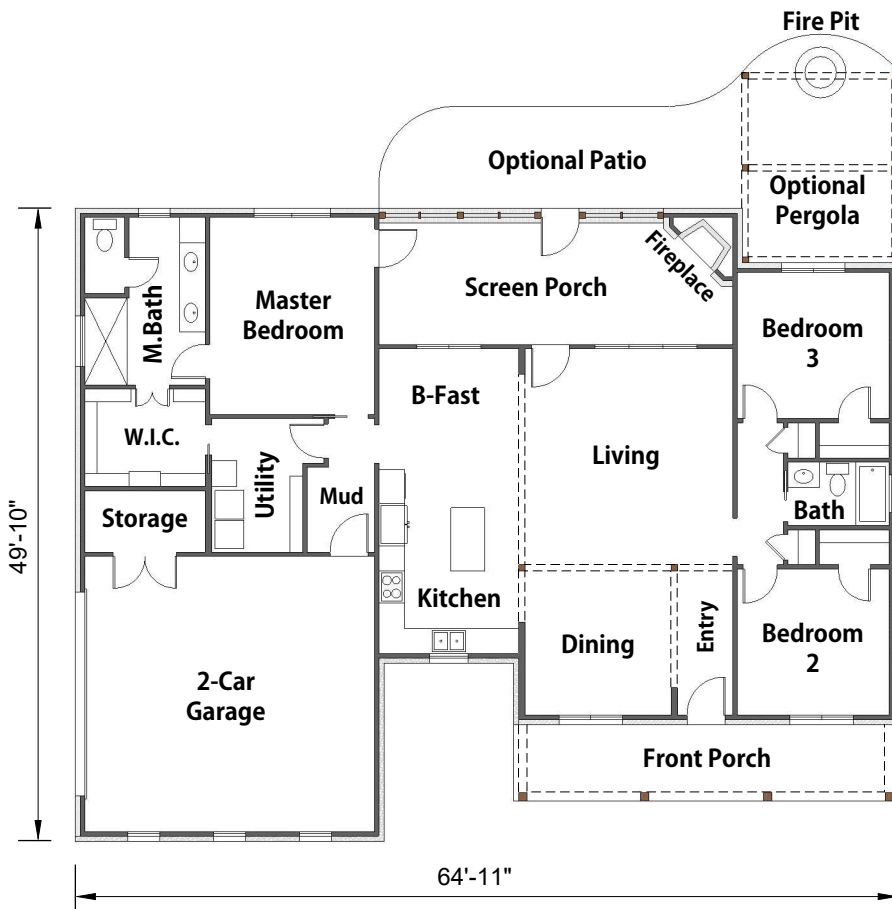 Fire Pit
Optional Patio
Optional
Pergola
Fireplace
Screen Porch
Master
Bedroom
M.Bath
Bedroom
3
B-Fast
W.I.C.
Living
Utility
Mud
Storage
Bath
49'-10"
Kitchen
Dining
Entry
Bedroom
2
2-Car
Garage
Front Porch
64'-11"